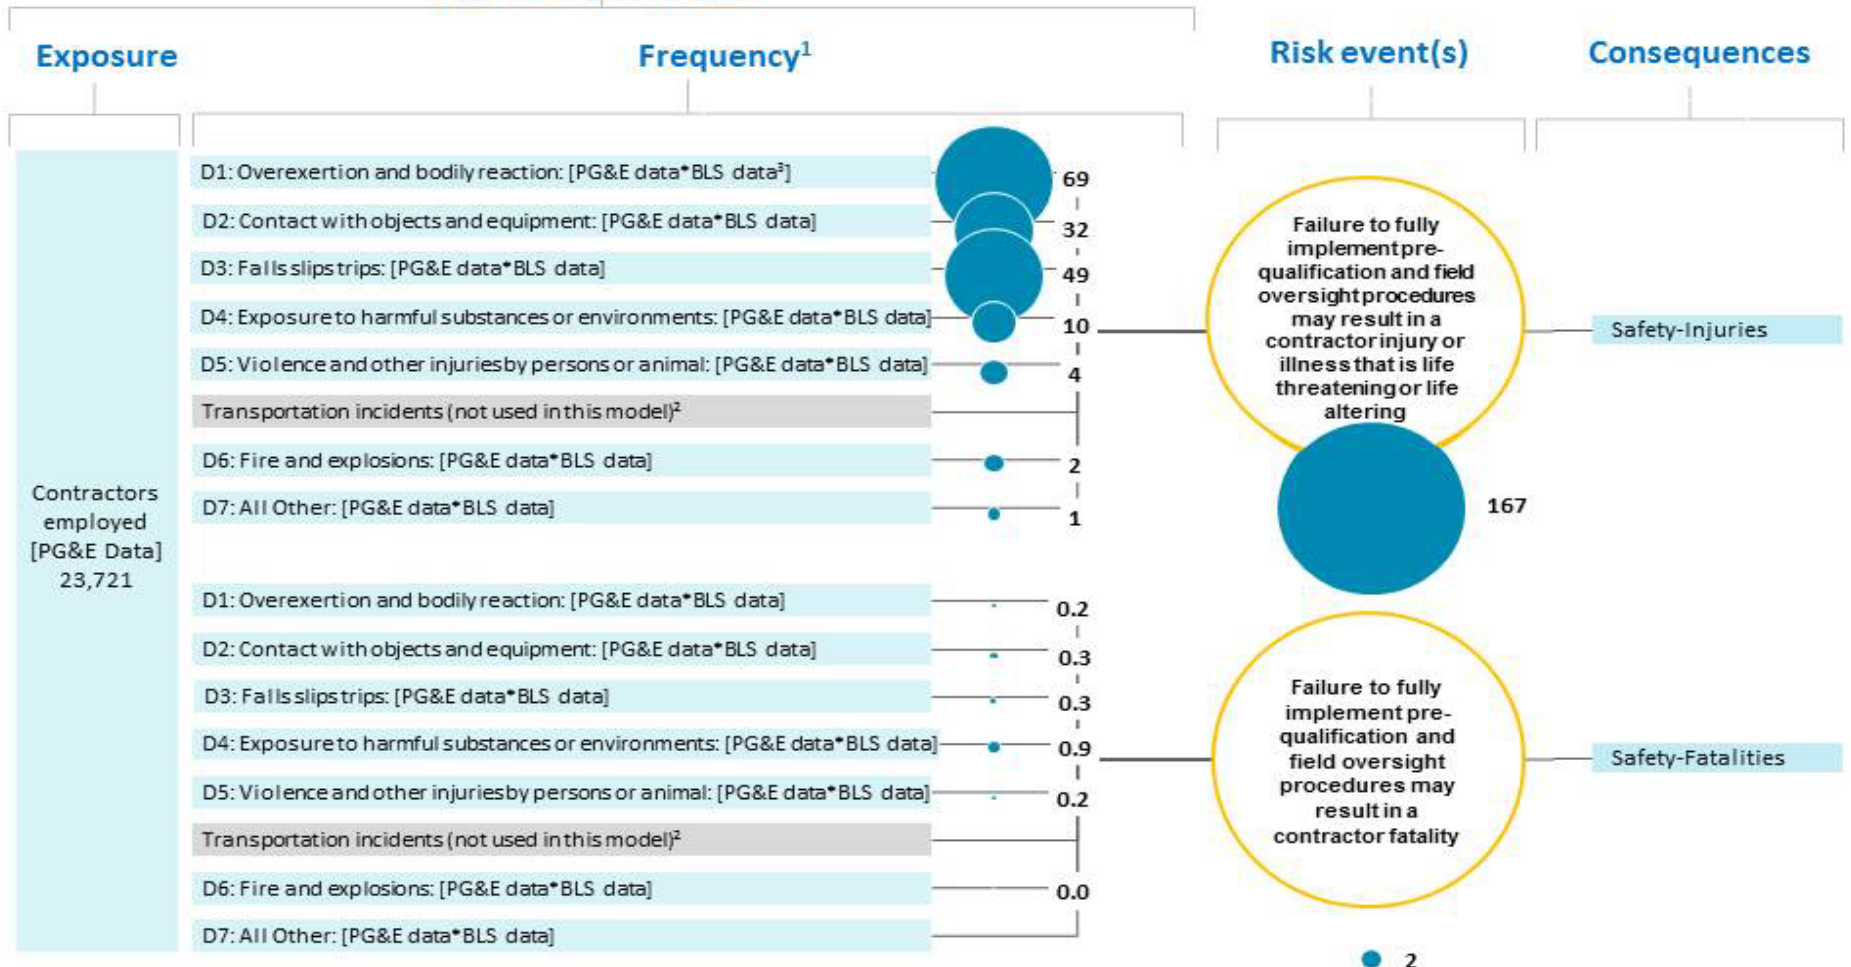 Exposure
Frequency¹
Risk event(s)
Consequences
Contractors
employed
[PG&E Data]
23,721
D1: Overexertion and bodily reaction: [PG&E data*BLS data³]
69
D2: Contact with objects and equipment: [PG&E data*BLS data]
32
D3: Falls slips trips: [PG&E data*BLS data]
49
D4: Exposure to harmful substances or environments: [PG&E data*BLS data]
10
D5: Violence and other injuries by persons or animal: [PG&E data*BLS data]
4
Transportation incidents (not used in this model)²
D6: Fire and explosions: [PG&E data*BLS data]
2
D7: All Other: [PG&E data*BLS data]
1
Failure to fully
implement pre-
qualification and field
oversight procedures
may result in a
contractor injury or
illness that is life
threatening or life
altering
167
Safety-Injuries
D1: Overexertion and bodily reaction: [PG&E data*BLS data]
0.2
D2: Contact with objects and equipment: [PG&E data*BLS data]
0.3
D3: Falls slips trips: [PG&E data*BLS data]
0.3
D4: Exposure to harmful substances or environments: [PG&E data*BLS data]
0.9
D5: Violence and other injuries by persons or animal: [PG&E data*BLS data]
0.2
Transportation incidents (not used in this model)²
D6: Fire and explosions: [PG&E data*BLS data]
0.0
D7: All Other: [PG&E data*BLS data]
Failure to fully
implement pre-
qualification and
field oversight
procedures may
result in a
contractor fatality
2
Safety-Fatalities